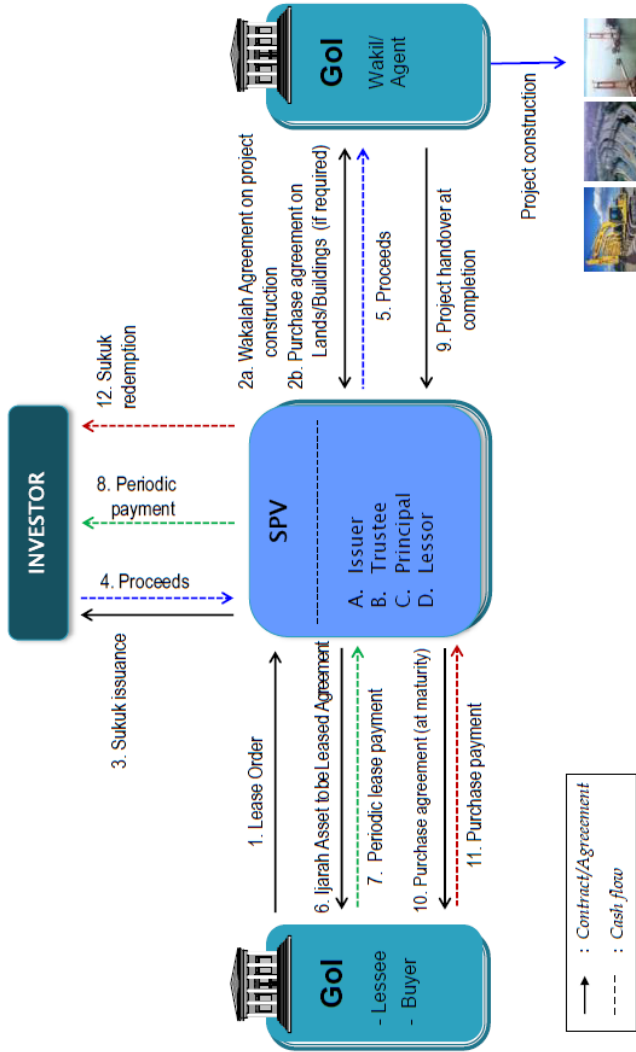 INVESTOR
3. Sukuk issuance
4. Proceeds
8. Periodic
payment
12. Sukuk
redemption
GoI
- Lessee
- Buyer
1. Lease Order
6. Ijarah Asset to be Leased Agreement
7. Periodic lease payment
10. Purchase agreement (at maturity)
11. Purchase payment
SPV
A. Issuer
B. Trustee
C. Principal
D. Lessor
2a. Wakalah Agreement on project
construction
2b. Purchase agreement on
Lands/Buildings (if required)
5. Proceeds
9. Project handover at
completion
GoI
Wakil/
Agent
Project construction
: Contract/Agreeement
: Cash flow